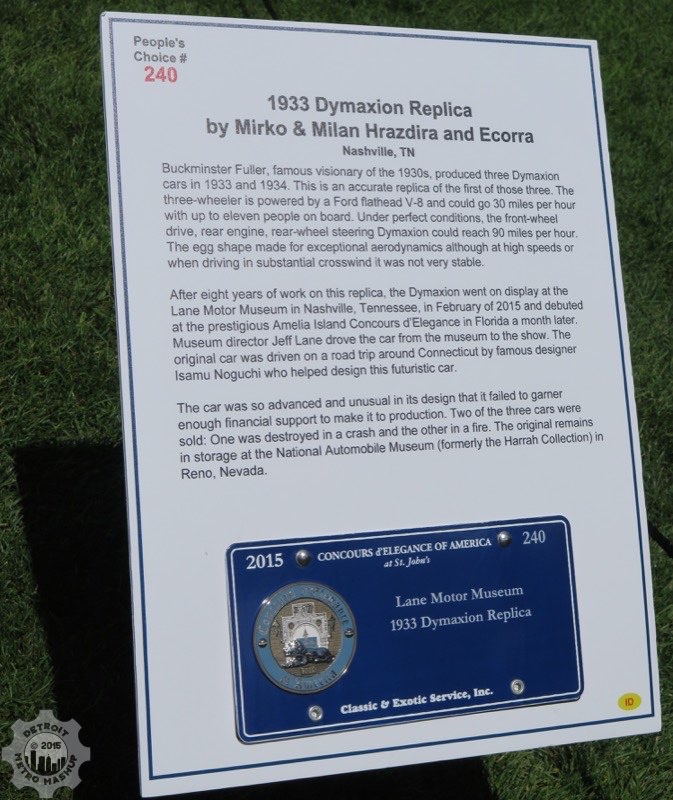 People's
Choice #
240
1933 Dymaxion Replica
by Mirko & Milan Hrazdira and Ecorra
Nashville, TN
Buckminster Fuller, famous visionary of the 1930s, produced three Dymaxion
cars in 1933 and 1934. This is an accurate replica of the first of those three. The
three-wheeler is powered by a Ford flathead V-8 and could go 30 miles per hour
with up to eleven people on board. Under perfect conditions, the front-wheel
drive, rear engine, rear-wheel steering Dymaxion could reach 90 miles per hour.
The egg shape made for exceptional aerodynamics although at high speeds or
when driving in substantial crosswind it was not very stable.
After eight years of work on this replica, the Dymaxion went on display at the
Lane Motor Museum in Nashville, Tennessee, in February of 2015 and debuted
at the prestigious Amelia Island Concours d'Elegance in Florida a month later.
Museum director Jeff Lane drove the car from the museum to the show. The
original car was driven on a road trip around Connecticut by famous designer
Isamu Noguchi who helped design this futuristic car.
The car was so advanced and unusual in its design that it failed to garner
enough financial support to make it to production. Two of the three cars were
sold: One was destroyed in a crash and the other in a fire. The original remains
in storage at the National Automobile Museum (formerly the Harrah Collection) in
Reno, Nevada.
2015 CONCOURS d'ELEGANCE OF AMERICA 240
at St. John's
Lane Motor Museum
1933 Dymaxion Replica
Classic & Exotic Service, Inc.
ID
DETROIT
© 2015
METRO MASHUP